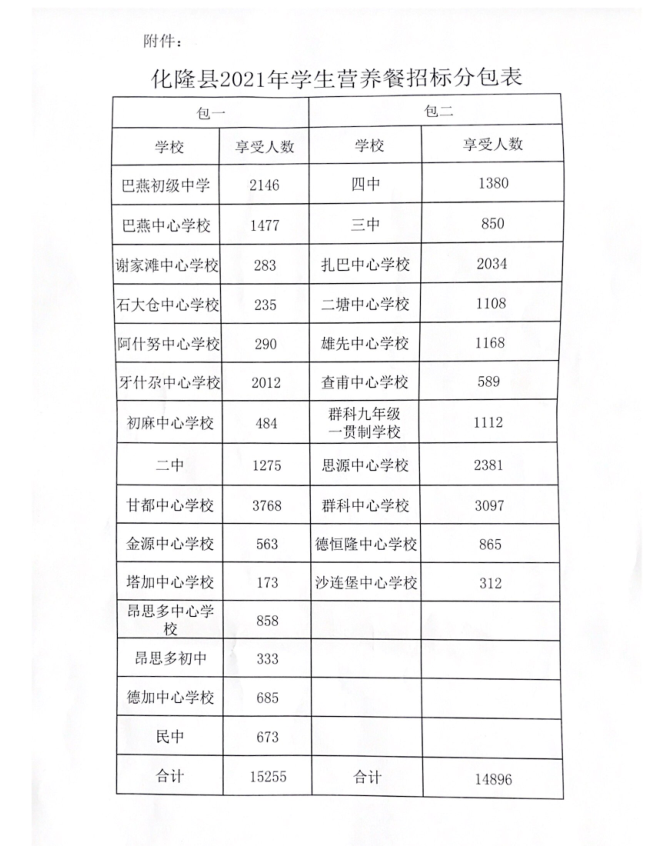 附件：
化隆县2021年学生营养餐招标分包表
包一 包二
学校 享受人数 学校 享受人数
巴燕初级中学 2146 四中 1380
巴燕中心学校 1477 三中 850
谢家滩中心学校 283 扎巴中心学校 2034
石大仓中心学校 235 二塘中心学校 1108
阿什努中心学校 290 雄先中心学校 1168
牙什尕中心学校 2012 查甫中心学校 589
初麻中心学校 484 群科九年级
一贯制学校 1112
二中 1275 思源中心学校 2381
甘都中心学校 3768 群科中心学校 3097
金源中心学校 563 德恒隆中心学校 865
塔加中心学校 173 沙连堡中心学校 312
昂思多中心学
校 858
昂思多初中 333
德加中心学校 685
民中 673
合计 15255 合计 14896